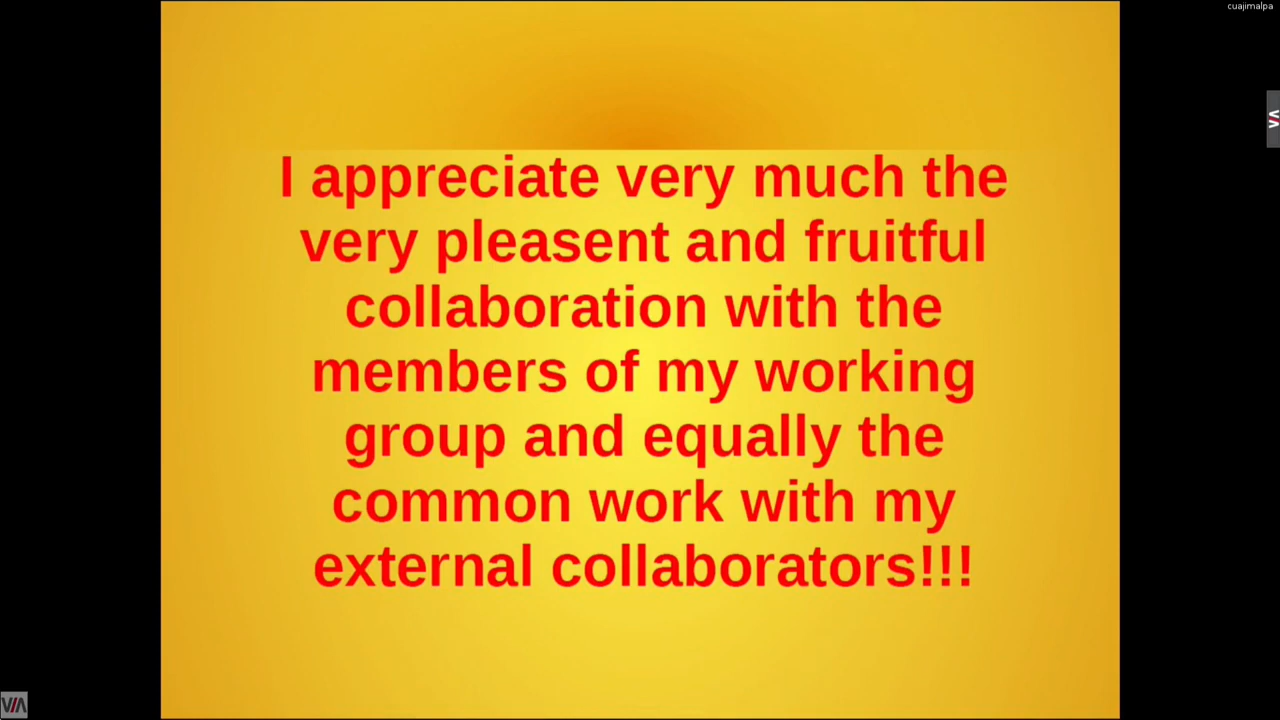 cuajimalpa
I appreciate very much the
very pleasent and fruitful
collaboration with the
members of my working
group and equally the
common work with my
external collaborators!!!
VIA